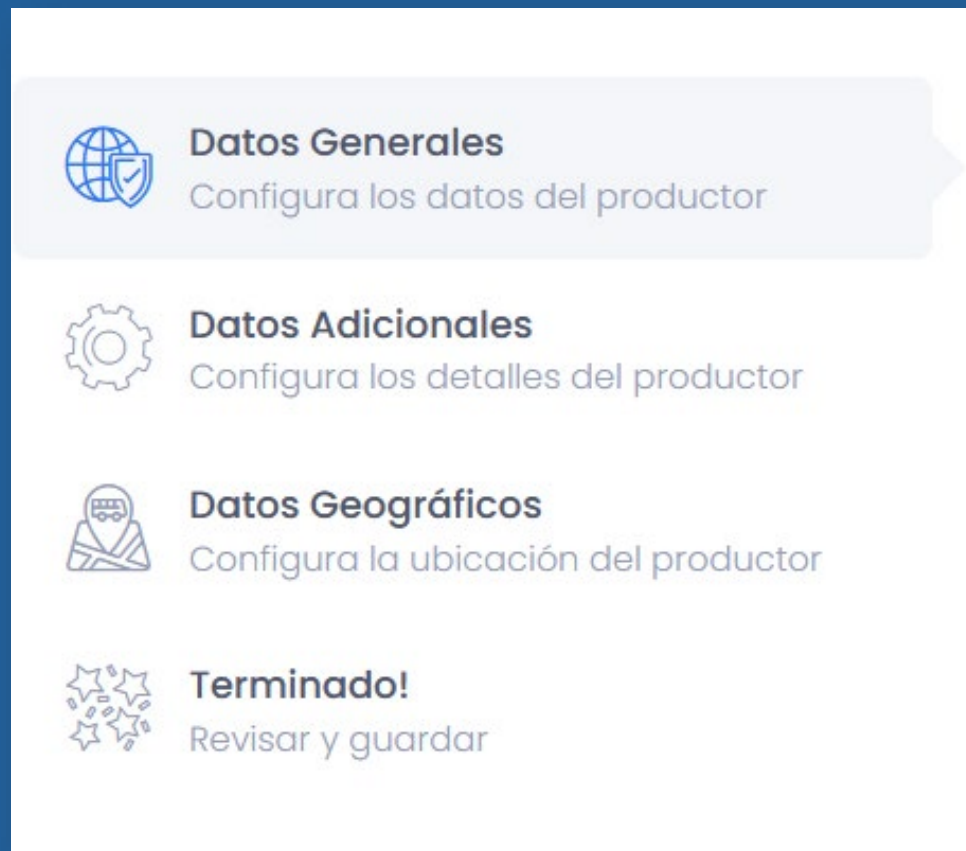 Datos Generales
Configura los datos del productor
Datos Adicionales
Configura los detalles del productor
Datos Geográficos
Configura la ubicación del productor
Terminado!
Revisar y guardar